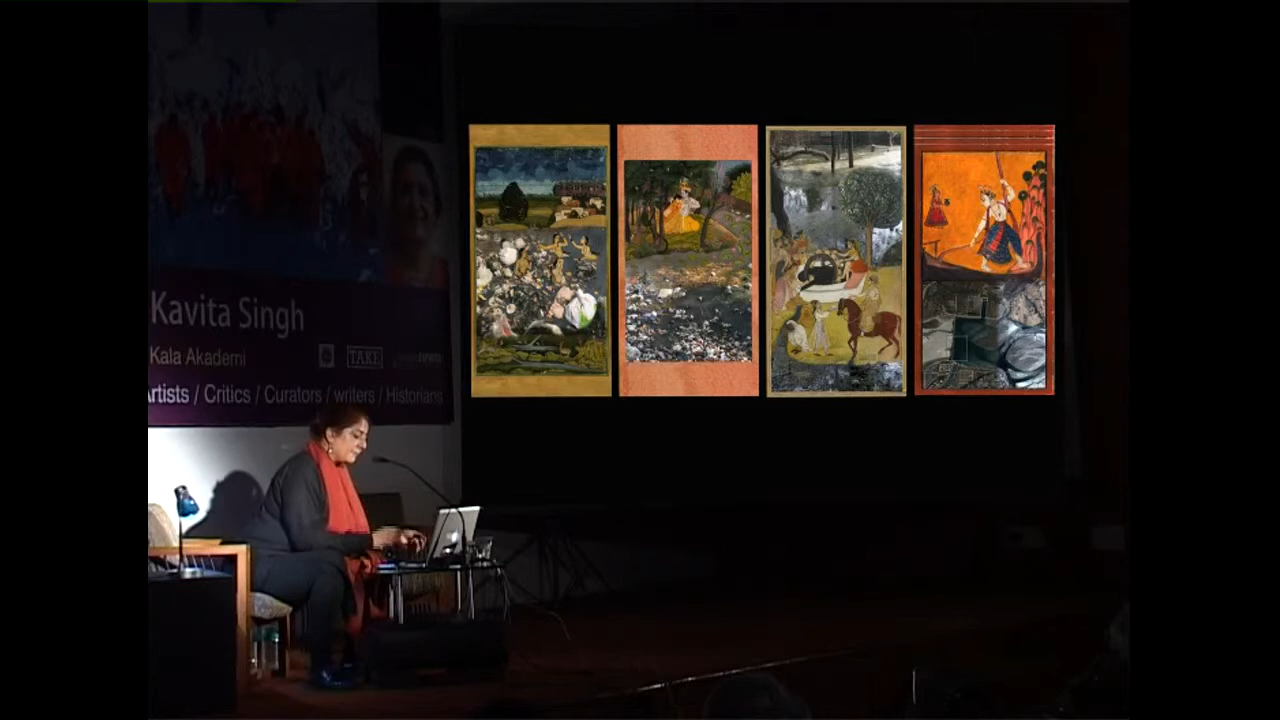 Kavita Singh
Kala Akademi
TAKE
Artists / Critics / Curators / writers / Historians